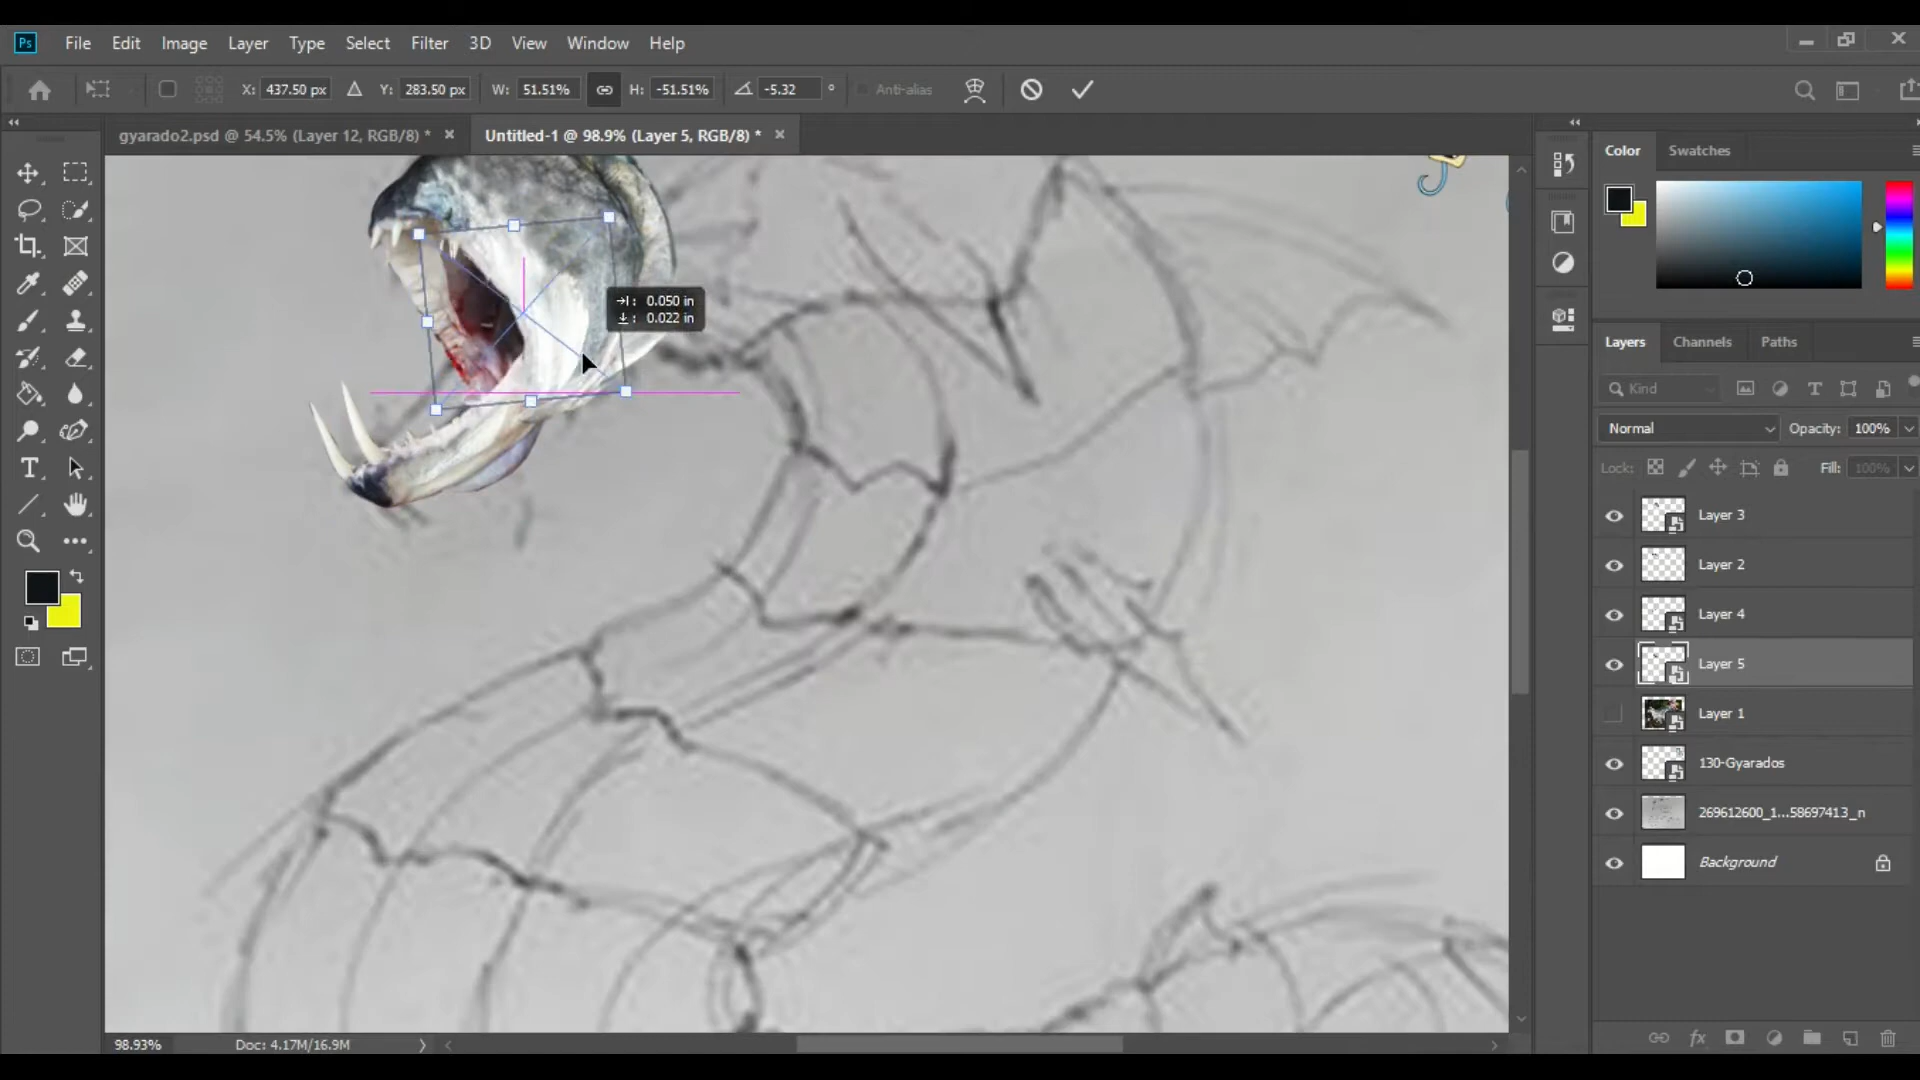 Ps File Edit Image Layer Type Select Filter 3D View Window Help
X: 437.50 px Y: 283.50 px W: 51.51% H: -51.51% -5.32 ° Anti-alias
gyarado2.psd @ 54.5% (Layer 12, RGB/8) * Untitled-1 @ 98.9% (Layer 5, RGB/8) *
Color Swatches
0.050 in
0.022 in
Layers Channels Paths
Kind
Normal Opacity: 100%
Lock: Fill: 100%
Layer 3
Layer 2
Layer 4
Layer 5
Layer 1
130-Gyarados
269612600_1...58697413_n
Background
98.93% Doc: 4.17M/16.9M